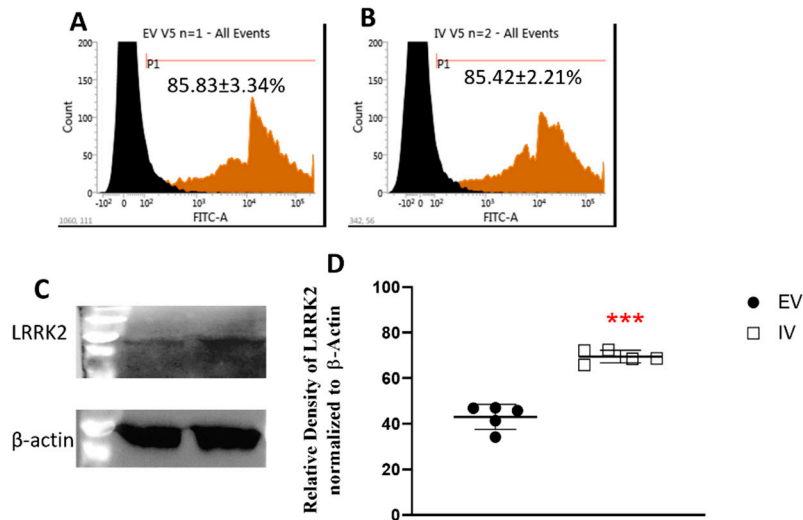 A
EV V5 n=1 - All Events
200
150
100
50
0
Count
P1
85.83±3.34%
-10² 0 10² 10³ 10⁴ 10⁵
FITC-A
1060, 111
B
IV V5 n=2 - All Events
200
150
100
50
0
Count
P1
85.42±2.21%
-10² 0 10² 10³ 10⁴ 10⁵
FITC-A
342, 56
C
LRRK2
β-actin
D
Relative Density of LRRK2
normalized to β-Actin
100
80
60
40
20
0
***
EV
IV